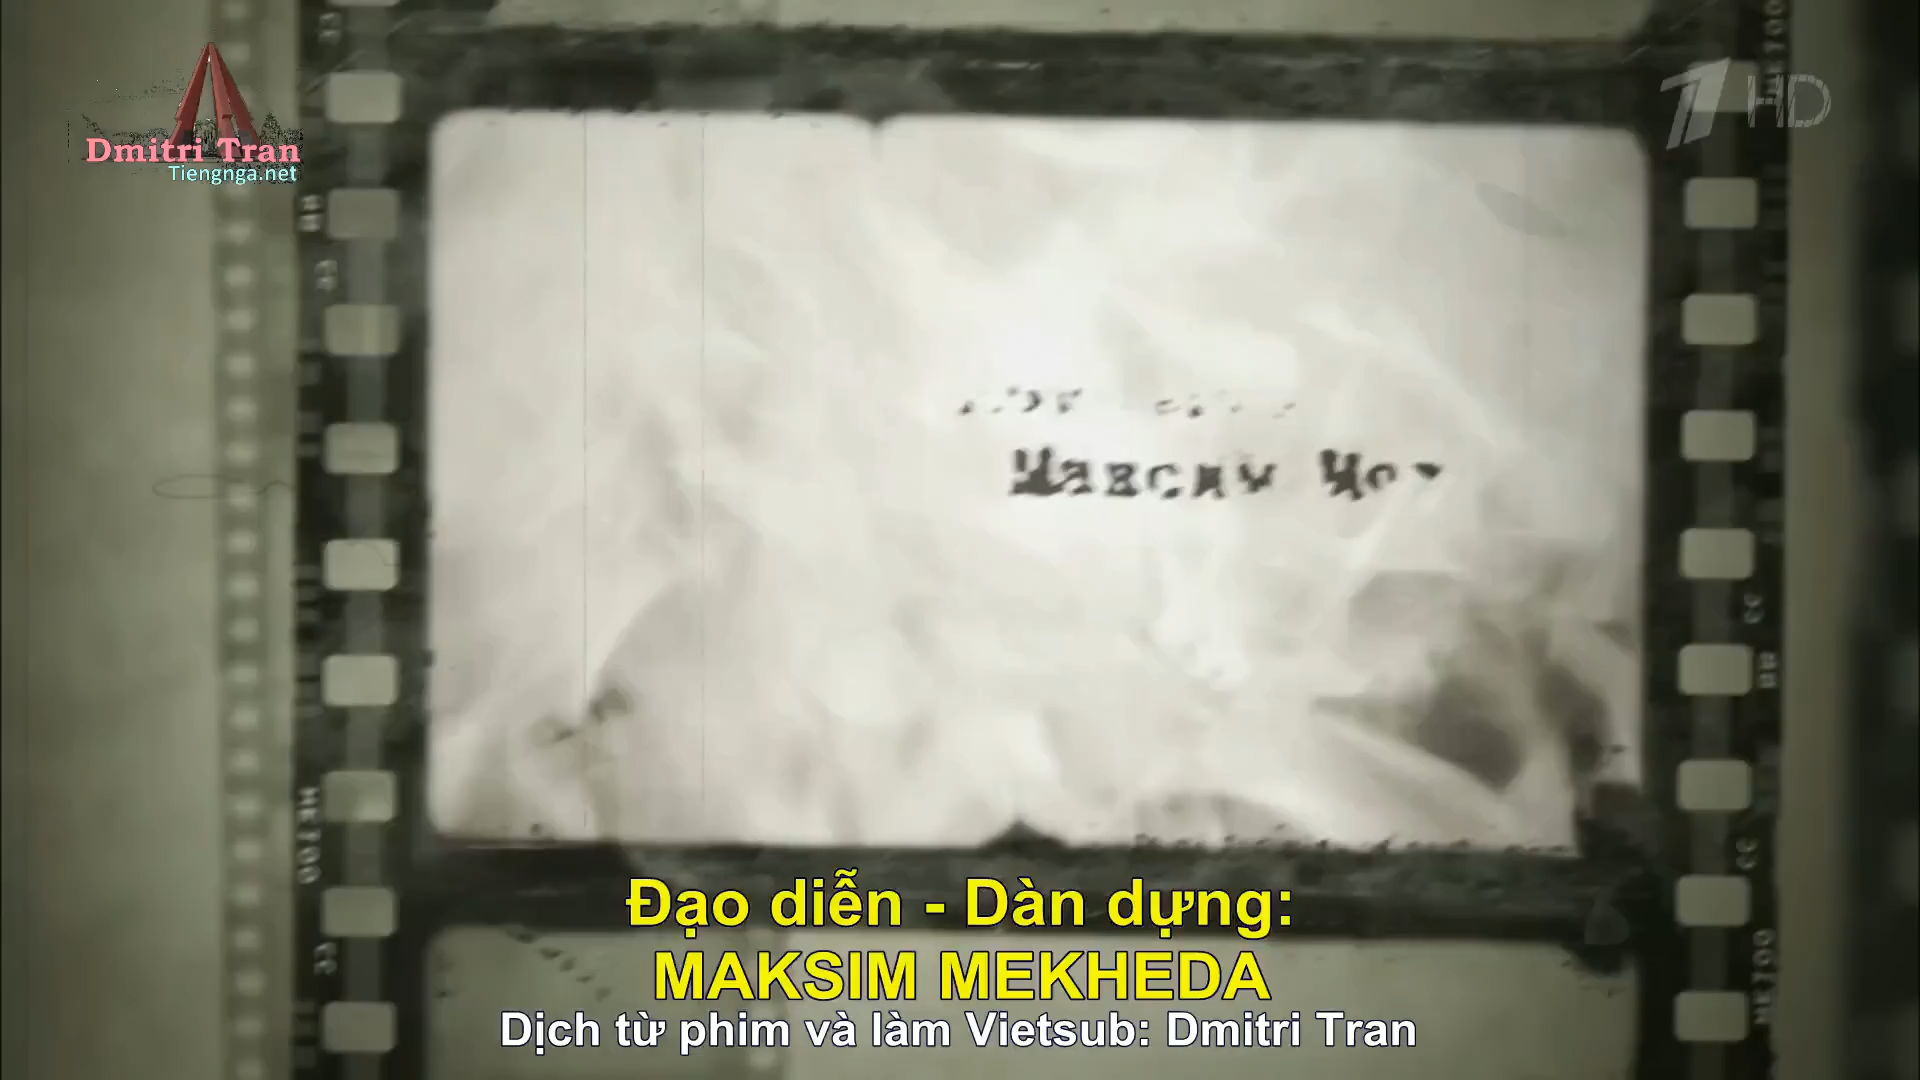 Dmitri Tran
Tiengnga.net
HD
Đạo diễn - Dàn dựng:
MAKSIM MEKHEDA
Dịch từ phim và làm Vietsub: Dmitri Tran